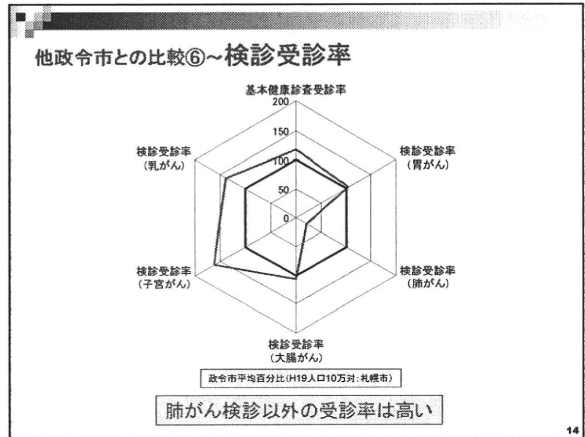 他政令市との比較⑥～検診受診率
基本健康診査受診率
200
150
100
50
0
検診受診率
(胃がん)
検診受診率
(肺がん)
検診受診率
(大腸がん)
検診受診率
(子宮がん)
検診受診率
(乳がん)
政令市平均百分比(H19人口10万対:札幌市)
肺がん検診以外の受診率は高い
14